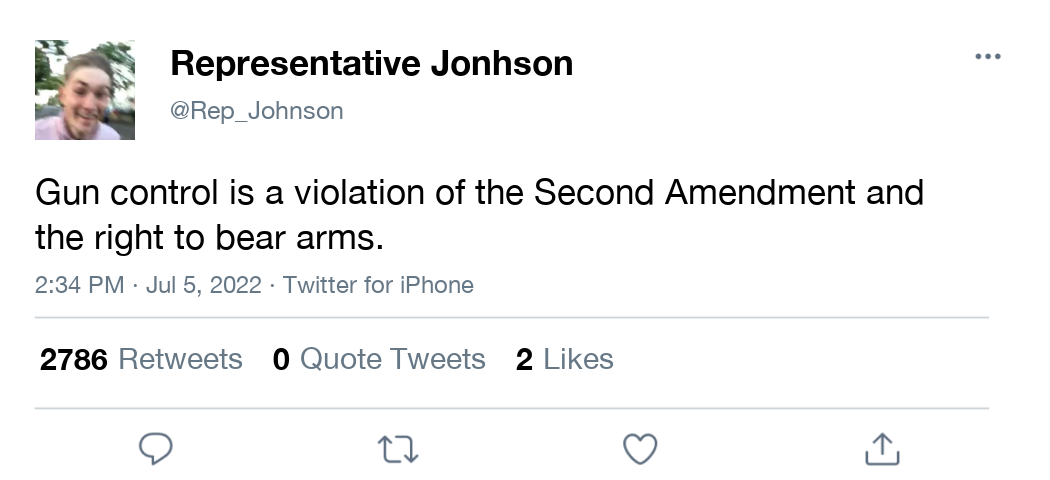 Representative Jonhson
@Rep_Johnson
Gun control is a violation of the Second Amendment and
the right to bear arms.
2:34 PM · Jul 5, 2022 · Twitter for iPhone
2786 Retweets 0 Quote Tweets 2 Likes